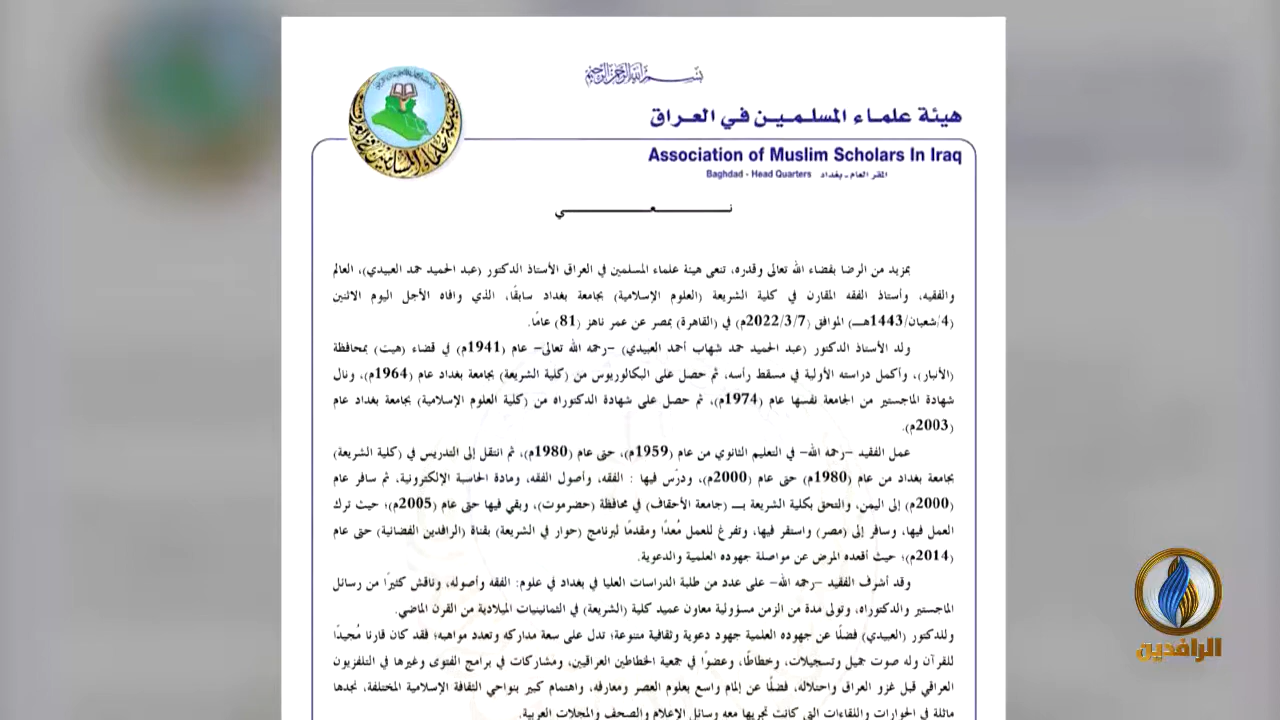 بسم الله الرحمن الرحيم
هيئة علماء المسلمين في العراق
Association of Muslim Scholars In Iraq
Baghdad - Head Quarters المقر العام - بغداد
نعي
بمزيد من الرضا بقضاء الله تعالى وقدره، تنعى هيئة علماء المسلمين في العراق الأستاذ الدكتور (عبد الحميد حمد العبيدي)، العالم
والفقيه، وأستاذ الفقه المقارن في كلية الشريعة (العلوم الإسلامية) بجامعة بغداد سابقًا، الذي وافاه الأجل اليوم الاثنين
(4/شعبان/1443هـ) الموافق (2022/3/7م) في (القاهرة) بمصر عن عمر ناهز (81) عامًا.
ولد الأستاذ الدكتور (عبد الحميد حمد شهاب أحمد العبيدي) –رحمه الله تعالى– عام (1941م) في قضاء (هيت) بمحافظة
(الأنبار)، وأكمل دراسته الأولية في مسقط رأسه، ثم حصل على البكالوريوس من (كلية الشريعة) بجامعة بغداد عام (1964م)، ونال
شهادة الماجستير من الجامعة نفسها عام (1974م)، ثم حصل على شهادة الدكتوراه من (كلية العلوم الإسلامية) بجامعة بغداد عام
(2003م).
عمل الفقيد –رحمه الله– في التعليم الثانوي من عام (1959م)، حتى عام (1980م)، ثم انتقل إلى التدريس في (كلية الشريعة)
بجامعة بغداد من عام (1980م) حتى عام (2000م)، ودرّس فيها : الفقه، وأصول الفقه، ومادة الحاسبة الإلكترونية، ثم سافر عام
(2000م) إلى اليمن، والتحق بكلية الشريعة بـــ (جامعة الأحقاف) في محافظة (حضرموت)، وبقي فيها حتى عام (2005م)؛ حيث ترك
العمل فيها، وسافر إلى (مصر) واستقر فيها، وتفرغ للعمل مُعدًا ومقدمًا لبرنامج (حوار في الشريعة) بقناة (الرافدين الفضائية) حتى عام
(2014م)؛ حيث أقعده المرض عن مواصلة جهوده العلمية والدعوية.
وقد أشرف الفقيد –رحمه الله– على عدد من طلبة الدراسات العليا في بغداد في علوم: الفقه وأصوله، وناقش كثيرًا من رسائل
الماجستير والدكتوراه، وتولى مدة من الزمن مسؤولية معاون عميد كلية (الشريعة) في الثمانينيات الميلادية من القرن الماضي.
وللدكتور (العبيدي) فضلًا عن جهوده العلمية جهود دعوية وثقافية متنوعة؛ تدل على سعة مداركه وتعدد مواهبه؛ فقد كان قارئا مُجيدًا
للقرآن وله صوت جميل وتسجيلات، وخطاطًا، وعضوًا في جمعية الخطاطين العراقيين، ومشاركات في برامج الفتوى وغيرها في التلفزيون
العراقي قبل غزو العراق واحتلاله، فضلًا عن إلمام واسع بعلوم العصر ومعارفه، واهتمام كبير بنواحي الثقافة الإسلامية المختلفة، نجدها
ماثلة في الحوارات واللقاءات التي كانت تجريها معه وسائل الإعلام والصحف والمجلات العربية.
الرافدين